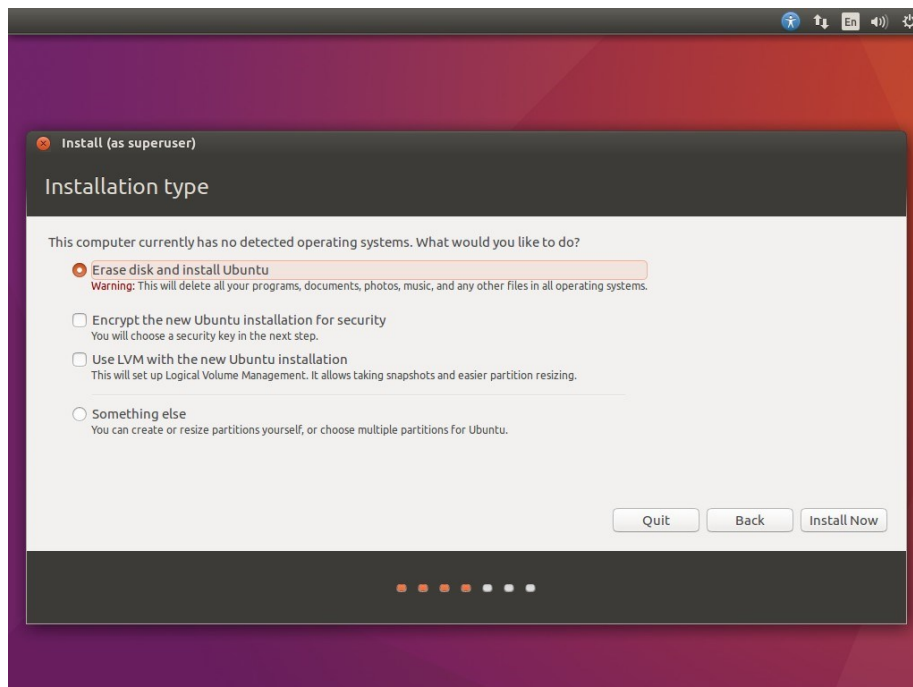 En
Install (as superuser)
Installation type
This computer currently has no detected operating systems. What would you like to do?
Erase disk and install Ubuntu
Warning: This will delete all your programs, documents, photos, music, and any other files in all operating systems.
Encrypt the new Ubuntu installation for security
You will choose a security key in the next step.
Use LVM with the new Ubuntu installation
This will set up Logical Volume Management. It allows taking snapshots and easier partition resizing.
Something else
You can create or resize partitions yourself, or choose multiple partitions for Ubuntu.
Quit Back Install Now